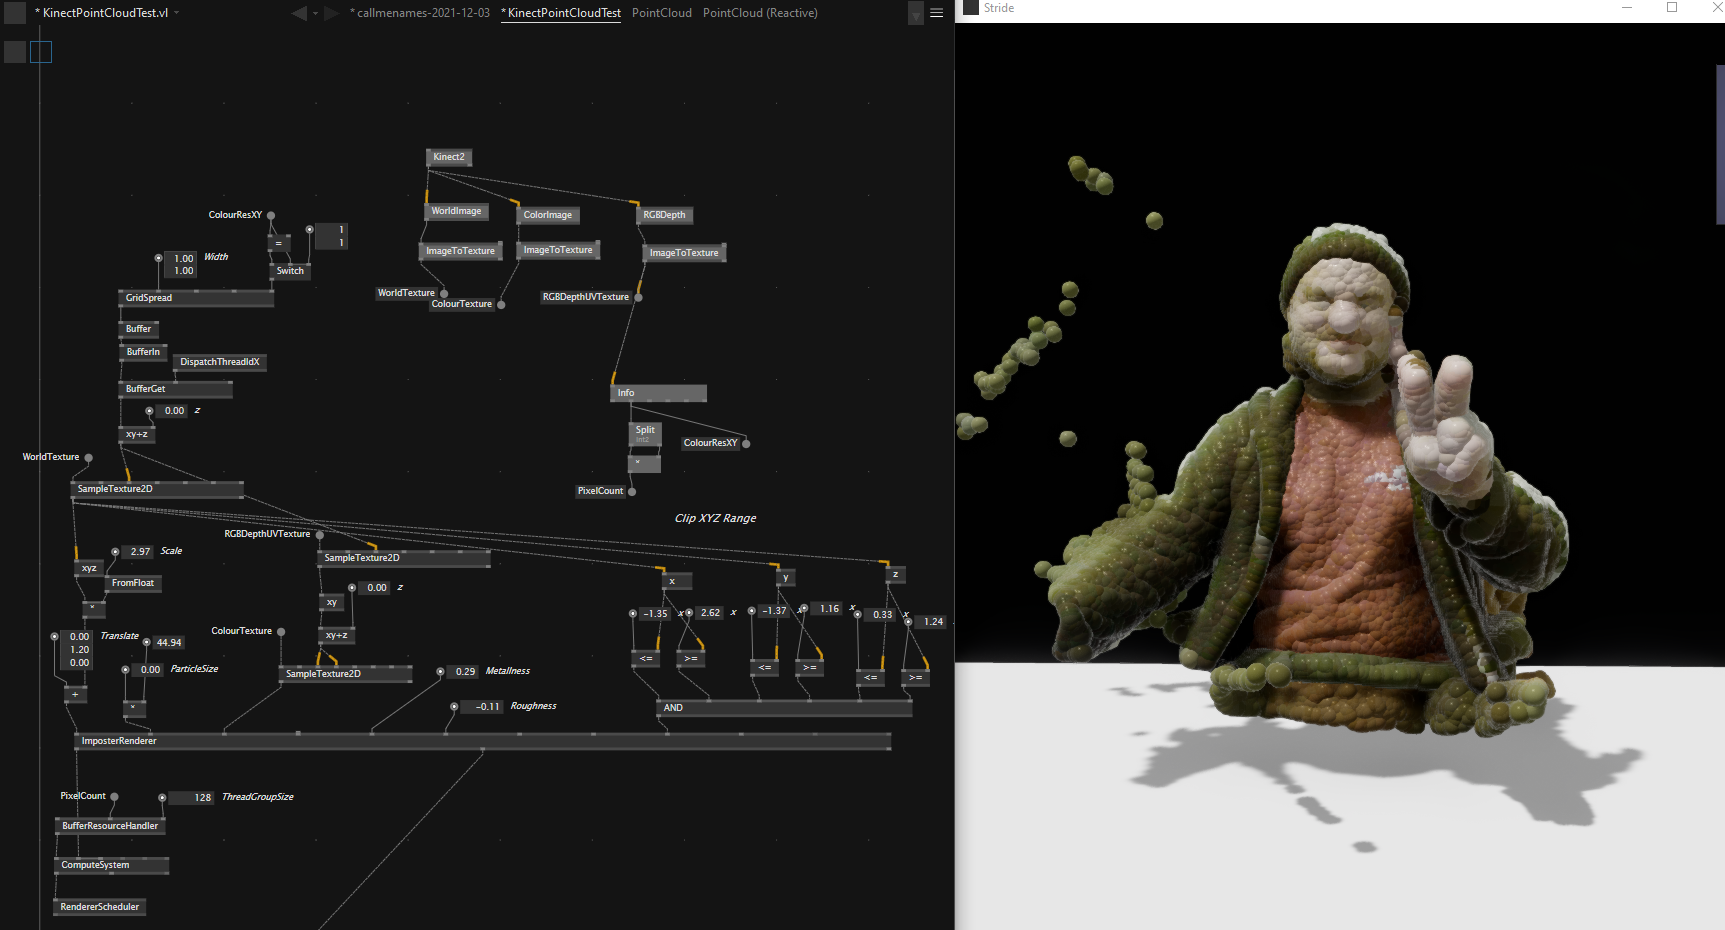 * KinectPointCloudTest.vl
* callmenames-2021-12-03
* KinectPointCloudTest
PointCloud
PointCloud (Reactive)
Stride
Kinect2
WorldImage
ColorImage
RGBDepth
ColourResXY
=
1
1
ImageToTexture
ImageToTexture
ImageToTexture
1.00
1.00
Width
Switch
GridSpread
WorldTexture
ColourTexture
RGBDepthUVTexture
Buffer
BufferIn
DispatchThreadIdX
BufferGet
Info
0.00
z
xy+z
Split
Int2
ColourResXY
*
WorldTexture
SampleTexture2D
PixelCount
Clip XYZ Range
RGBDepthUVTexture
2.97
Scale
SampleTexture2D
xyz
FromFloat
x
y
z
0.00
z
xy
*
-1.35
x
2.62
x
-1.37
x
1.16
x
0.33
x
1.24
0.00
1.20
0.00
Translate
44.94
ColourTexture
xy+z
<=
>=
<=
>=
<=
>=
0.00
ParticleSize
SampleTexture2D
0.29
Metallness
+
*
-0.11
Roughness
AND
ImposterRenderer
PixelCount
128
ThreadGroupSize
BufferResourceHandler
ComputeSystem
RendererScheduler